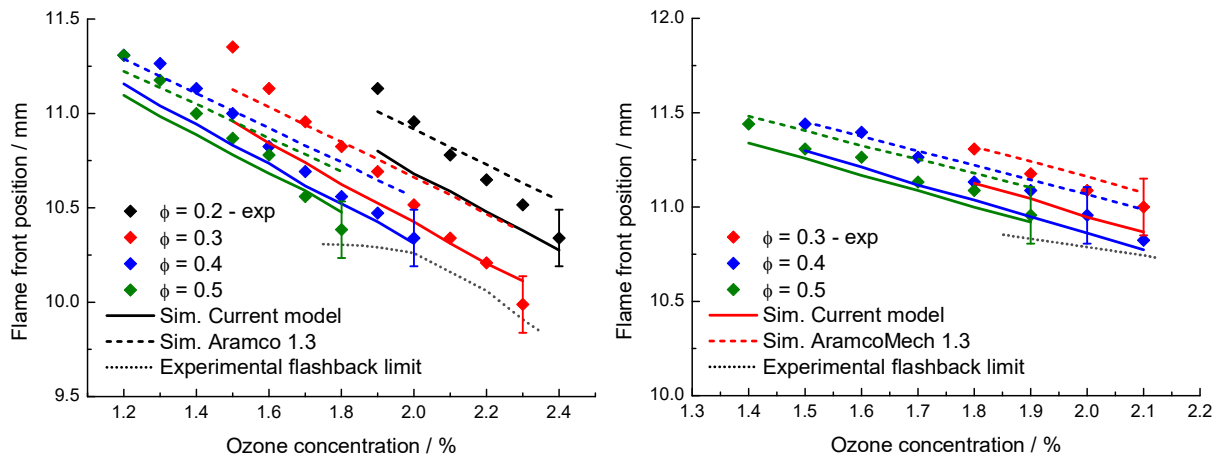 11.5
11.0
10.5
10.0
9.5
Flame front position / mm
ϕ = 0.2 - exp
ϕ = 0.3
ϕ = 0.4
ϕ = 0.5
Sim. Current model
Sim. Aramco 1.3
Experimental flashback limit
1.2 1.4 1.6 1.8 2.0 2.2 2.4
Ozone concentration / %
12.0
11.5
11.0
10.5
10.0
Flame front position / mm
ϕ = 0.3 - exp
ϕ = 0.4
ϕ = 0.5
Sim. Current model
Sim. AramcoMech 1.3
Experimental flashback limit
1.3 1.4 1.5 1.6 1.7 1.8 1.9 2.0 2.1 2.2
Ozone concentration / %